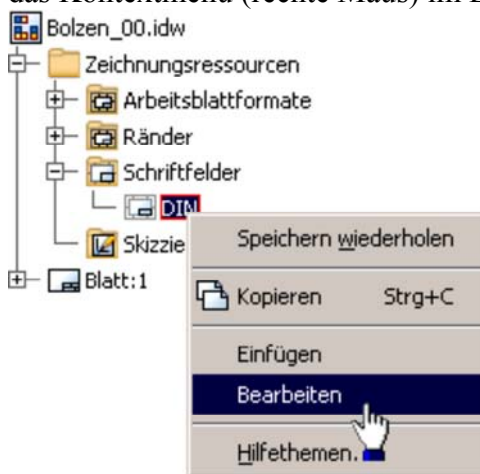 das Kontextmenü (rechte Maus) im
Bolzen_00.idw
Zeichnungsressourcen
Arbeitsblattformate
Ränder
Schriftfelder
DIN
Skizzie
Blatt:1
Speichern wiederholen
Kopieren Strg+C
Einfügen
Bearbeiten
Hilfethemen.